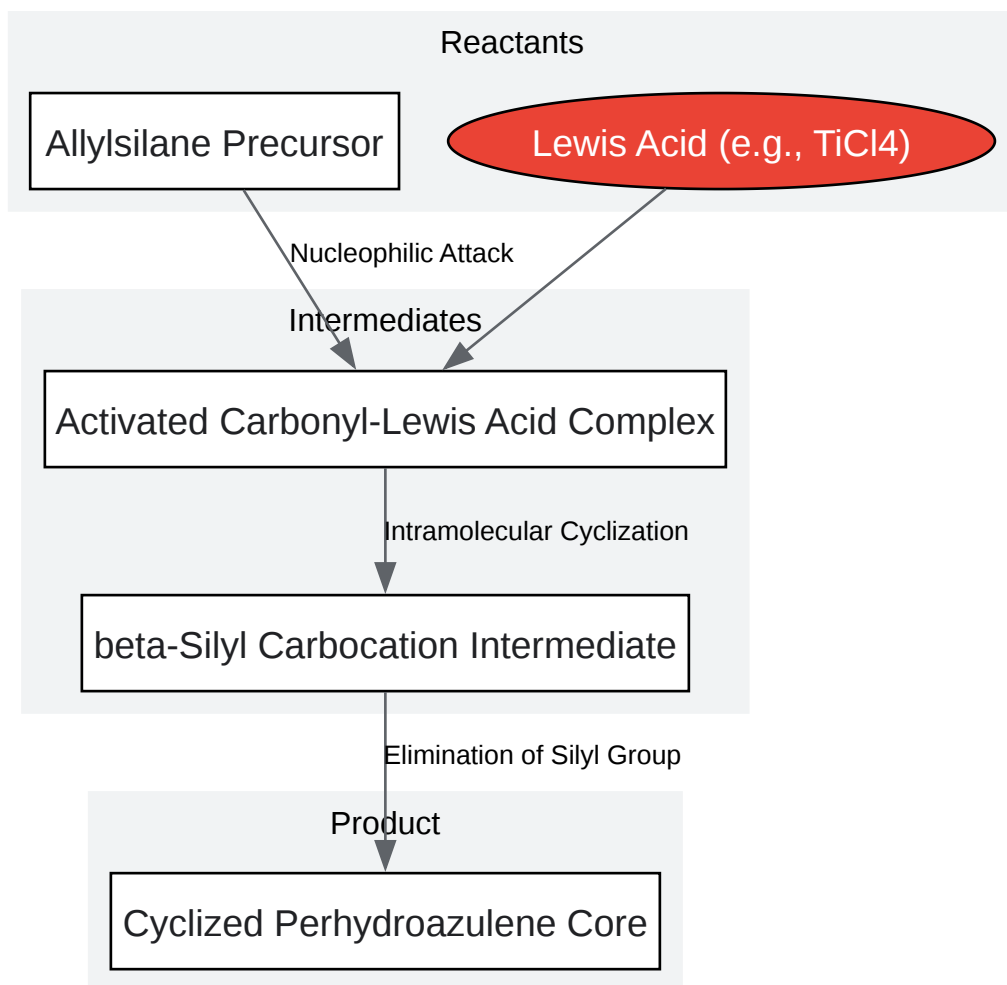 Reactants
Allylsilane Precursor
Lewis Acid (e.g., TiCl4)
Nucleophilic Attack
Intermediates
Activated Carbonyl-Lewis Acid Complex
Intramolecular Cyclization
beta-Silyl Carbocation Intermediate
Elimination of Silyl Group
Product
Cyclized Perhydroazulene Core